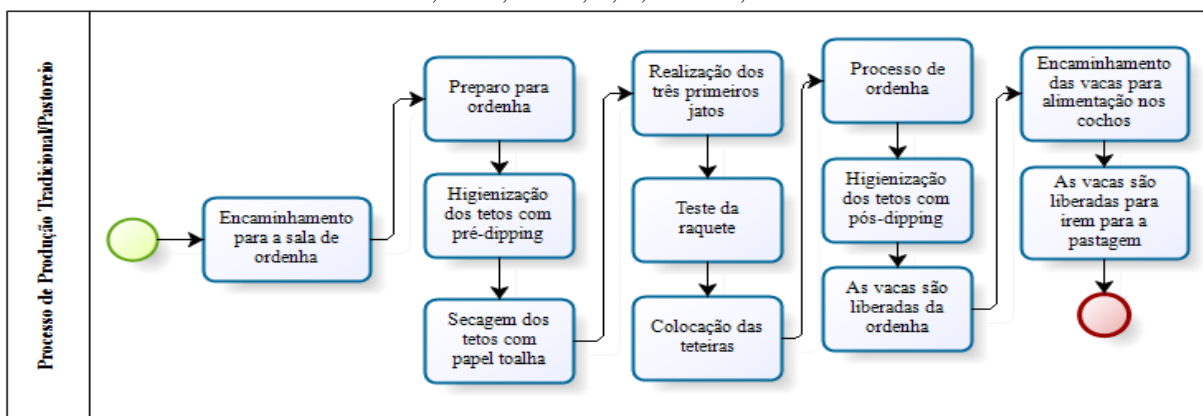 Processo de Produção Tradicional/Pastoreio
Encaminhamento
para a sala de
ordenha
Preparo para
ordenha
Higienização
dos tetos com
pré-dipping
Secagem dos
tetos com
papel toalha
Realização dos
três primeiros
jatos
Teste da
raquete
Colocação das
teteiras
Processo de
ordenha
Higienização
dos tetos com
pós-dipping
As vacas são
liberadas da
ordenha
Encaminhamento
das vacas para
alimentação nos
cochos
As vacas são
liberadas para
irem para a
pastagem